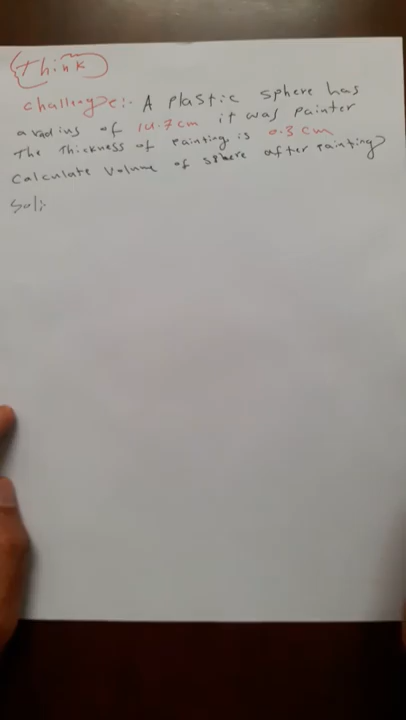 Think
challenge:- A plastic sphere has
a radius of 14.7 cm it was painter
The Thickness of Painting is 0.3 cm
Calculate Volume of sphere after painting?
Sol: